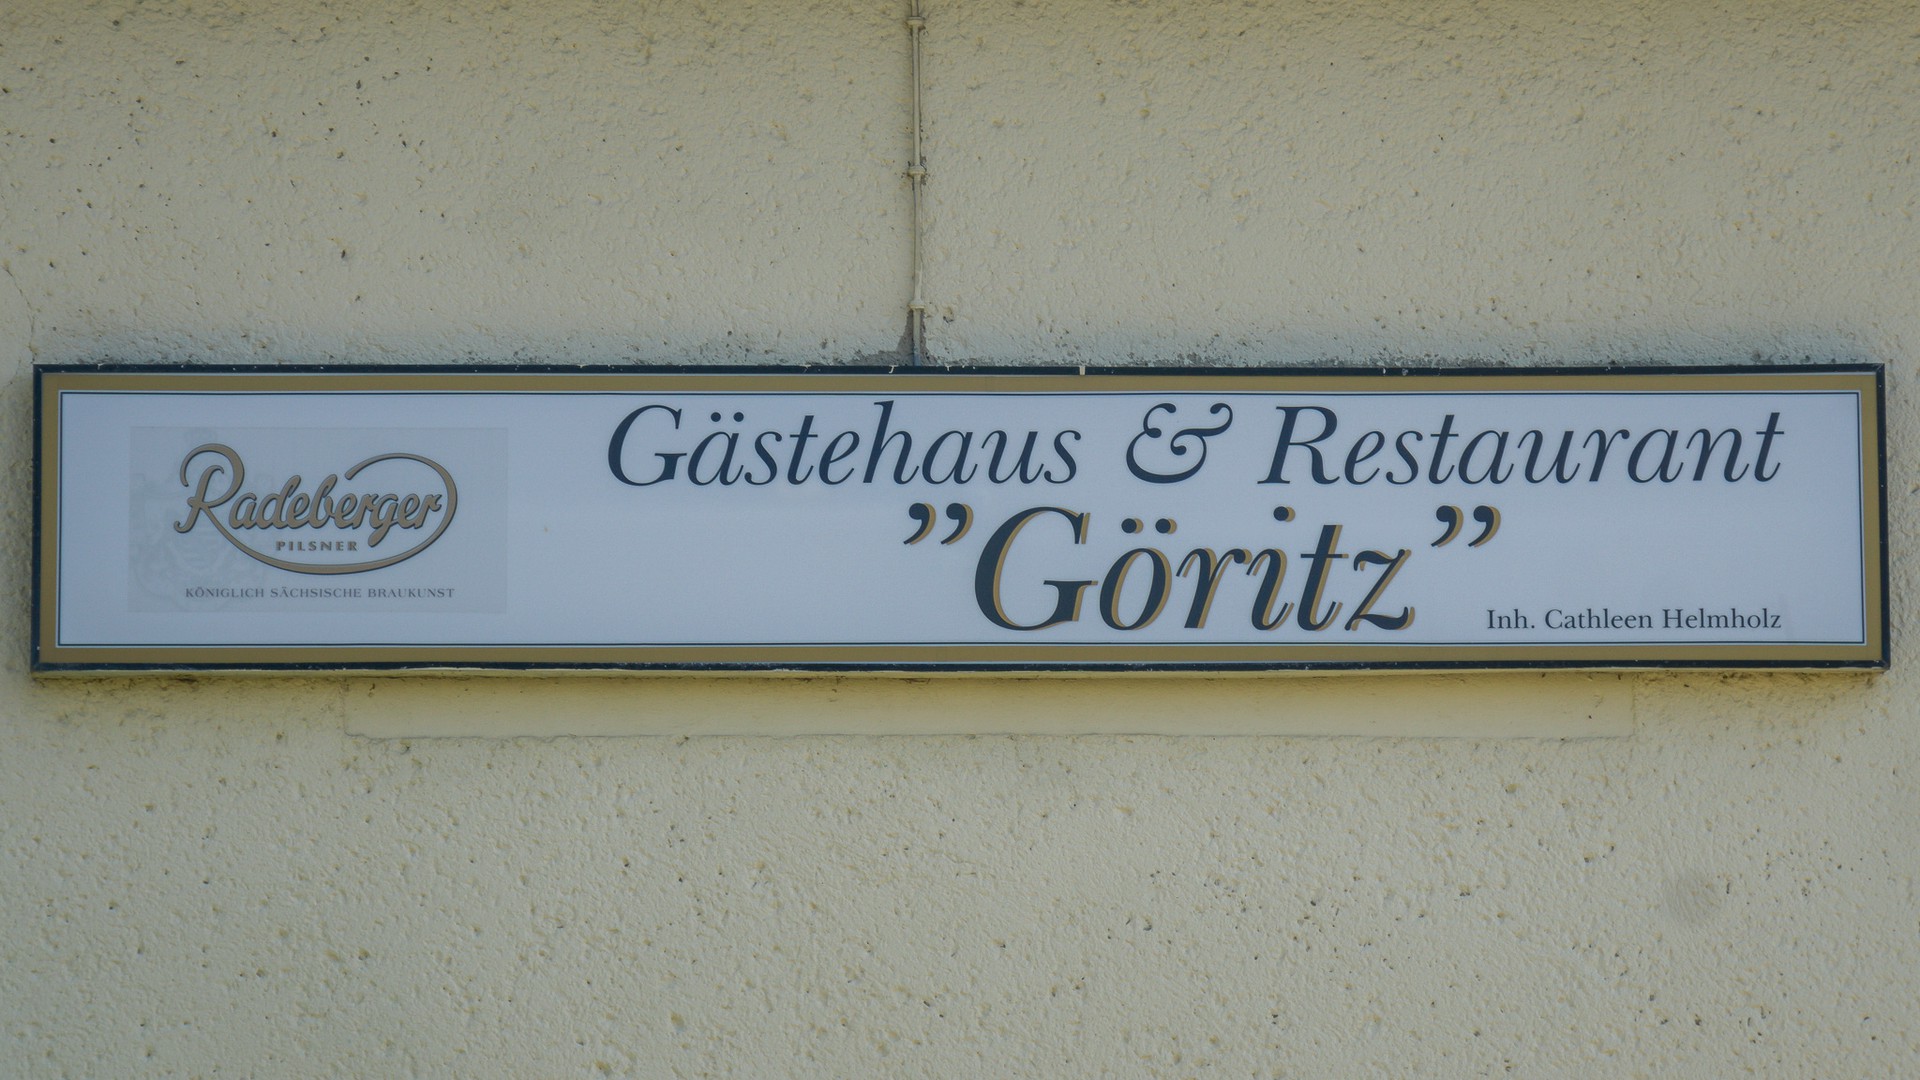 Radeberger
PILSNER
KÖNIGLICH SÄCHSISCHE BRAUKUNST
Gästehaus & Restaurant
”Göritz”
Inh. Cathleen Helmholz